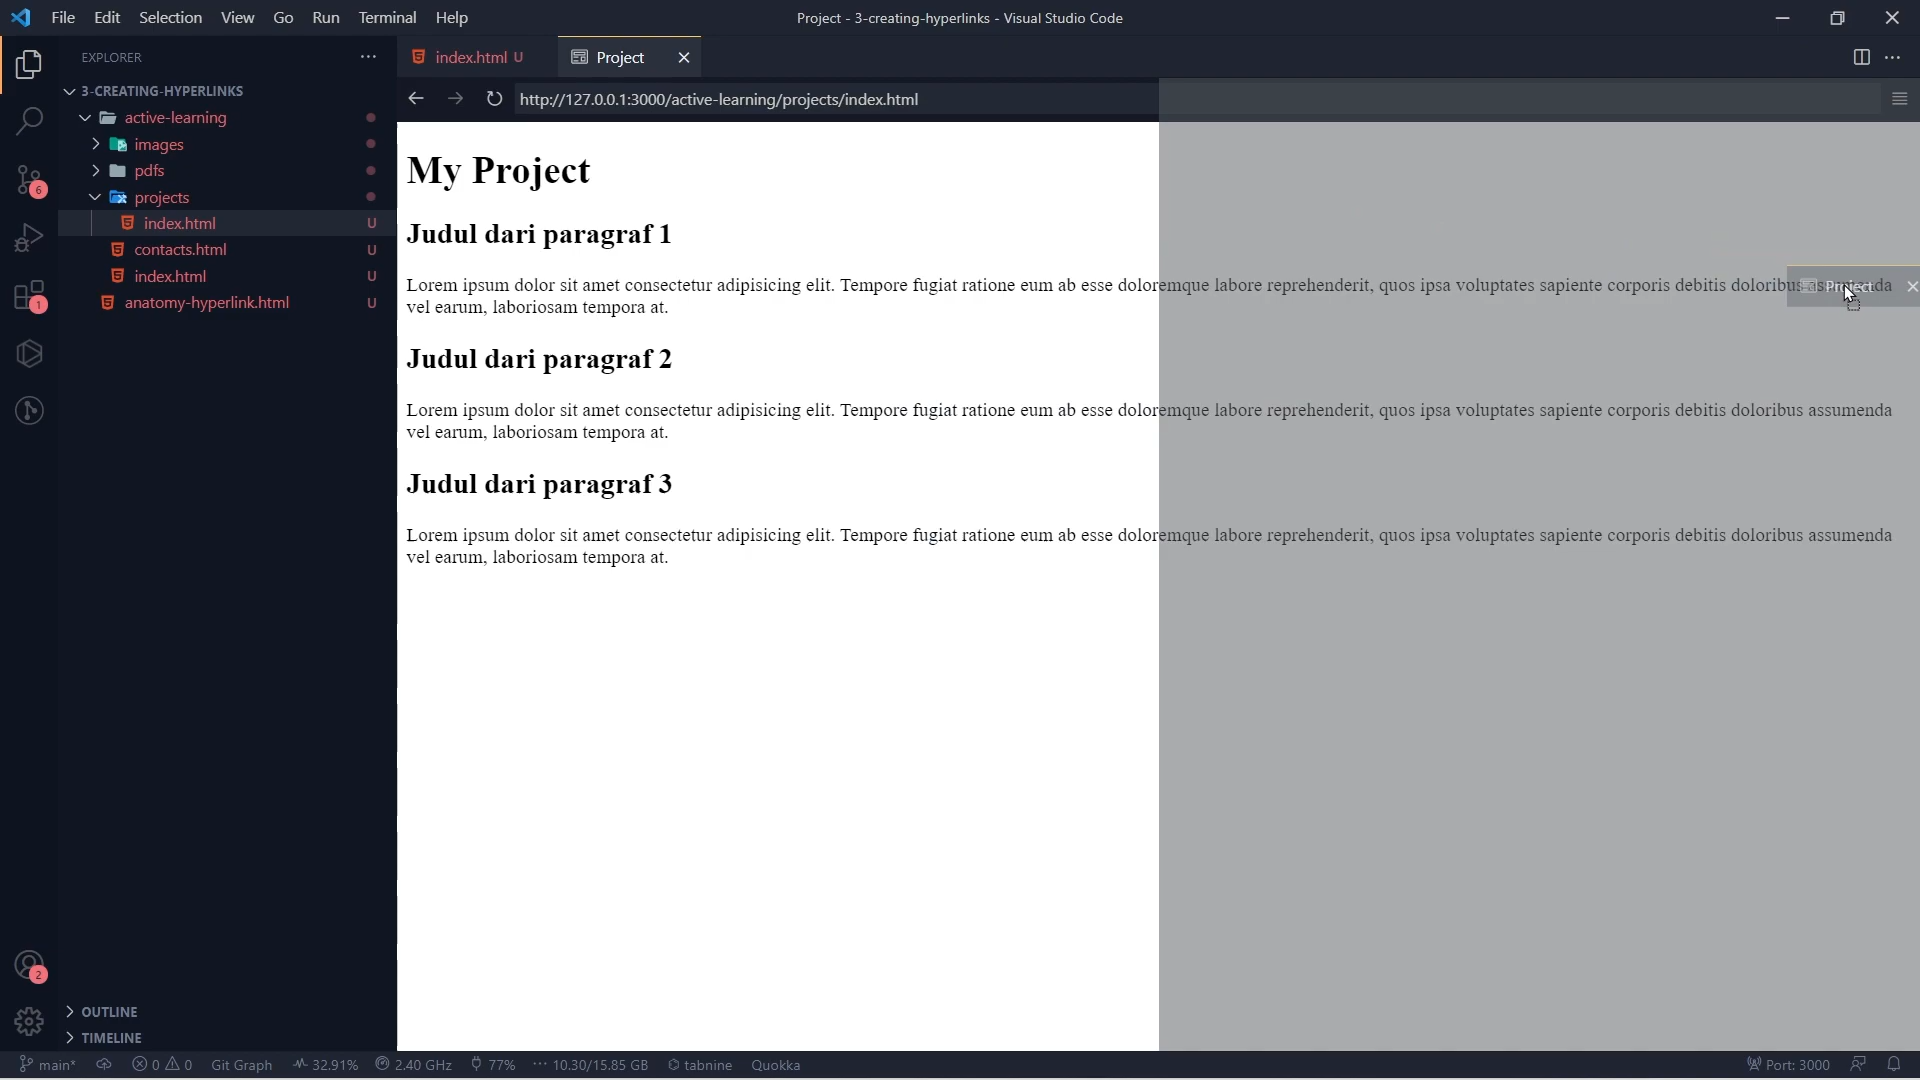 File Edit Selection View Go Run Terminal Help
Project - 3-creating-hyperlinks - Visual Studio Code
EXPLORER
index.html U
Project
3-CREATING-HYPERLINKS
http://127.0.0.1:3000/active-learning/projects/index.html
active-learning
images
pdfs
projects
index.html U
contacts.html U
index.html U
anatomy-hyperlink.html U
6
1
2
My Project
Judul dari paragraf 1
Lorem ipsum dolor sit amet consectetur adipisicing elit. Tempore fugiat ratione eum ab esse doloremque labore reprehenderit, quos ipsa voluptates sapiente corporis debitis doloribus assumenda
vel earum, laboriosam tempora at.
Project
Judul dari paragraf 2
Lorem ipsum dolor sit amet consectetur adipisicing elit. Tempore fugiat ratione eum ab esse doloremque labore reprehenderit, quos ipsa voluptates sapiente corporis debitis doloribus assumenda
vel earum, laboriosam tempora at.
Judul dari paragraf 3
Lorem ipsum dolor sit amet consectetur adipisicing elit. Tempore fugiat ratione eum ab esse doloremque labore reprehenderit, quos ipsa voluptates sapiente corporis debitis doloribus assumenda
vel earum, laboriosam tempora at.
OUTLINE
TIMELINE
main* 0 0 Git Graph 32.91% 2.40 GHz 77% 10.30/15.85 GB tabnine Quokka Port: 3000